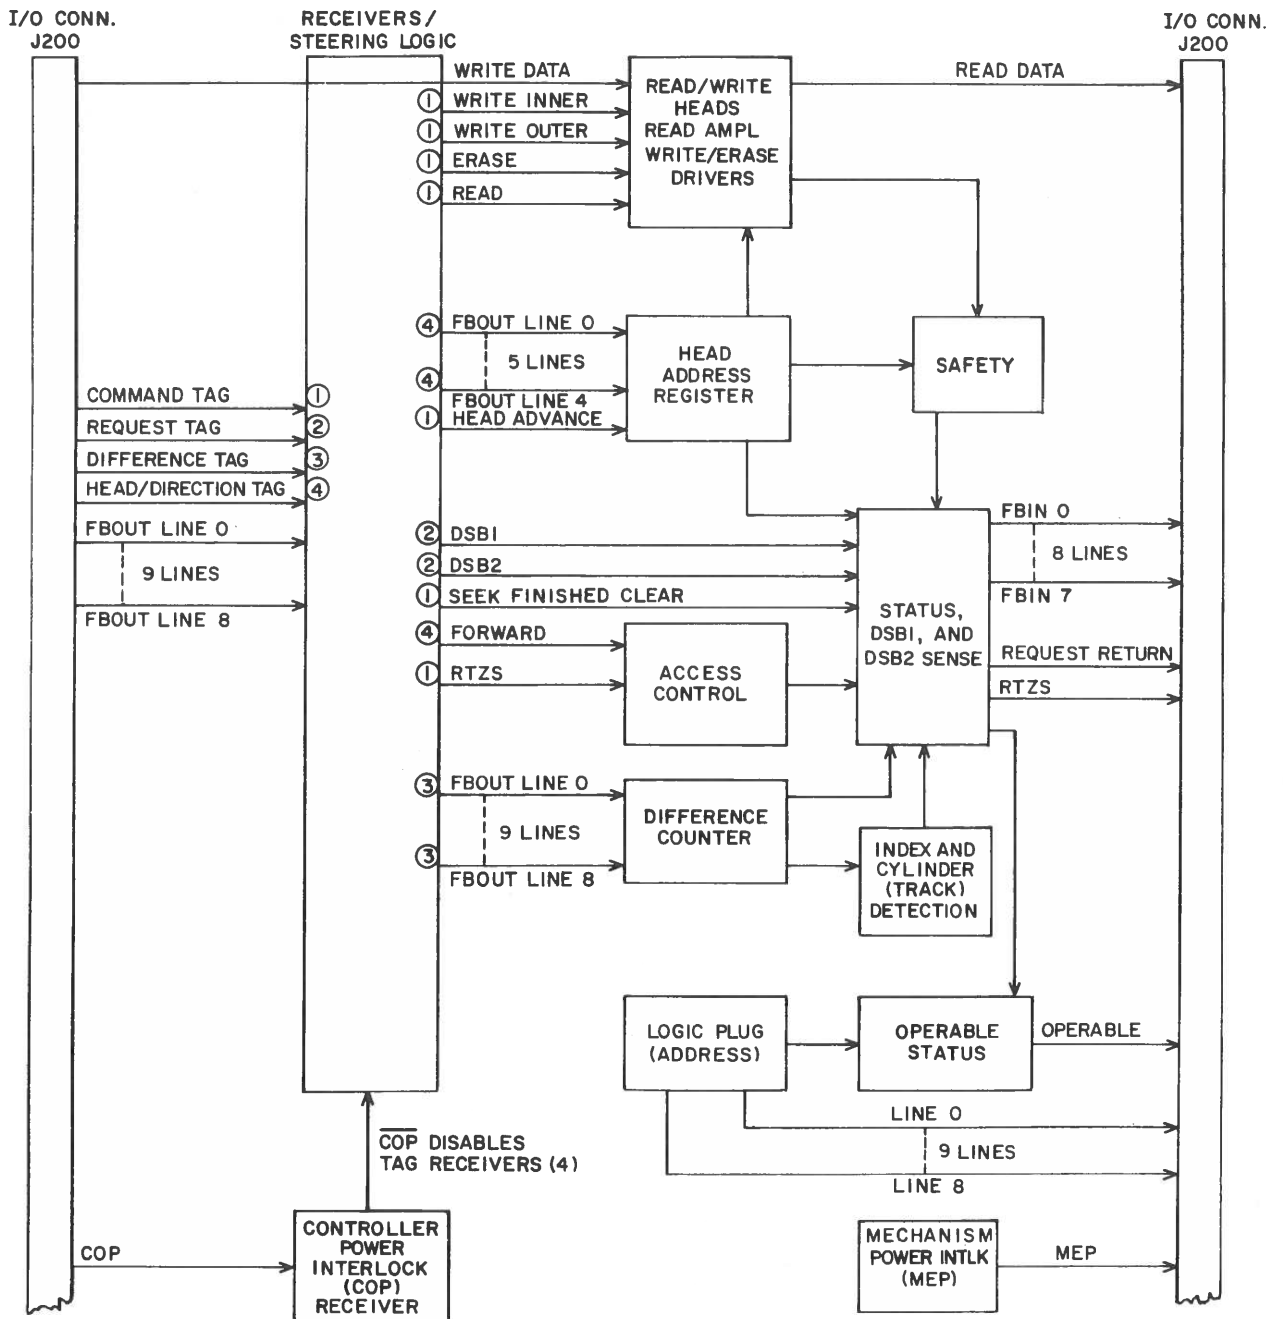 I/O CONN.
J200
RECEIVERS/
STEERING LOGIC
I/O CONN.
J200
WRITE DATA
① WRITE INNER
① WRITE OUTER
① ERASE
① READ
READ/WRITE
HEADS
READ AMPL
WRITE/ERASE
DRIVERS
READ DATA
④ FBOUT LINE 0
5 LINES
④
FBOUT LINE 4
① HEAD ADVANCE
HEAD
ADDRESS
REGISTER
SAFETY
COMMAND TAG ①
REQUEST TAG ②
DIFFERENCE TAG ③
HEAD/DIRECTION TAG ④
FBOUT LINE 0
9 LINES
FBOUT LINE 8
② DSB1
② DSB2
① SEEK FINISHED CLEAR
④ FORWARD
① RTZS
ACCESS
CONTROL
STATUS,
DSB1, AND
DSB2 SENSE
FBIN 0
8 LINES
FBIN 7
REQUEST RETURN
RTZS
③ FBOUT LINE 0
9 LINES
③
FBOUT LINE 8
DIFFERENCE
COUNTER
INDEX AND
CYLINDER
(TRACK)
DETECTION
LOGIC PLUG
(ADDRESS)
OPERABLE
STATUS
OPERABLE
LINE 0
9 LINES
LINE 8
C̅O̅P̅ DISABLES
TAG RECEIVERS (4)
COP
CONTROLLER
POWER
INTERLOCK
(COP)
RECEIVER
MECHANISM
POWER INTLK
(MEP)
MEP